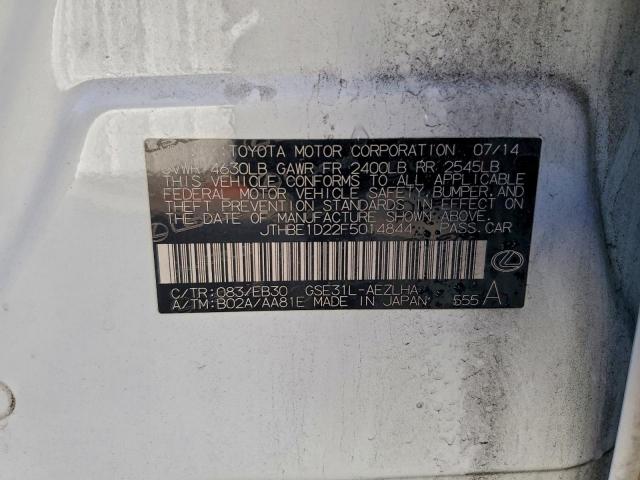 TOYOTA MOTOR CORPORATION 07/14
GVWR 4630LB GAWR FR 2400LB RR 2545LB
THIS VEHICLE CONFORMS TO ALL APPLICABLE
FEDERAL MOTOR VEHICLE SAFETY, BUMPER, AND
THEFT PREVENTION STANDARDS IN EFFECT ON
THE DATE OF MANUFACTURE SHOWN ABOVE.
JTHBE1D22F5014844 PASS.CAR
C/TR:083/EB30 GSE31L-AEZLHA
A/TM:B02A/AA81E MADE IN JAPAN 555 A